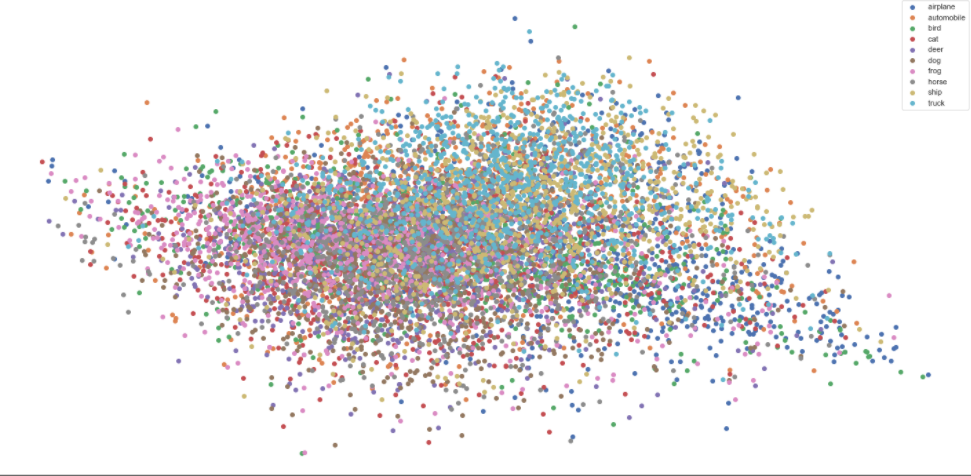 airplane
automobile
bird
cat
deer
dog
frog
horse
ship
truck